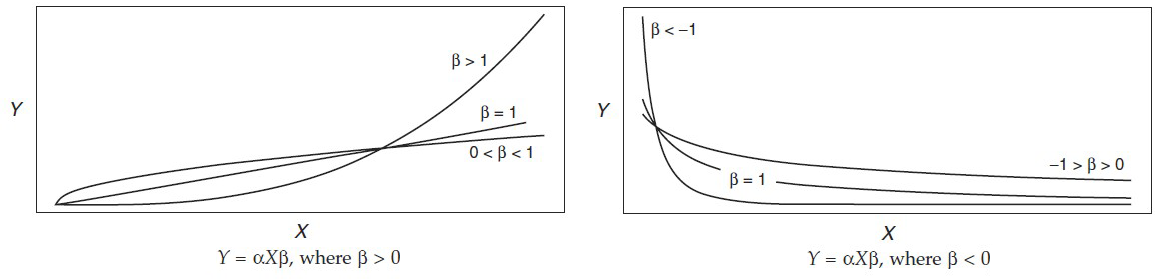 β > 1
Y
β = 1
0 < β < 1
X
Y = αXβ, where β > 0
β < –1
Y
–1 > β > 0
β = 1
X
Y = αXβ, where β < 0